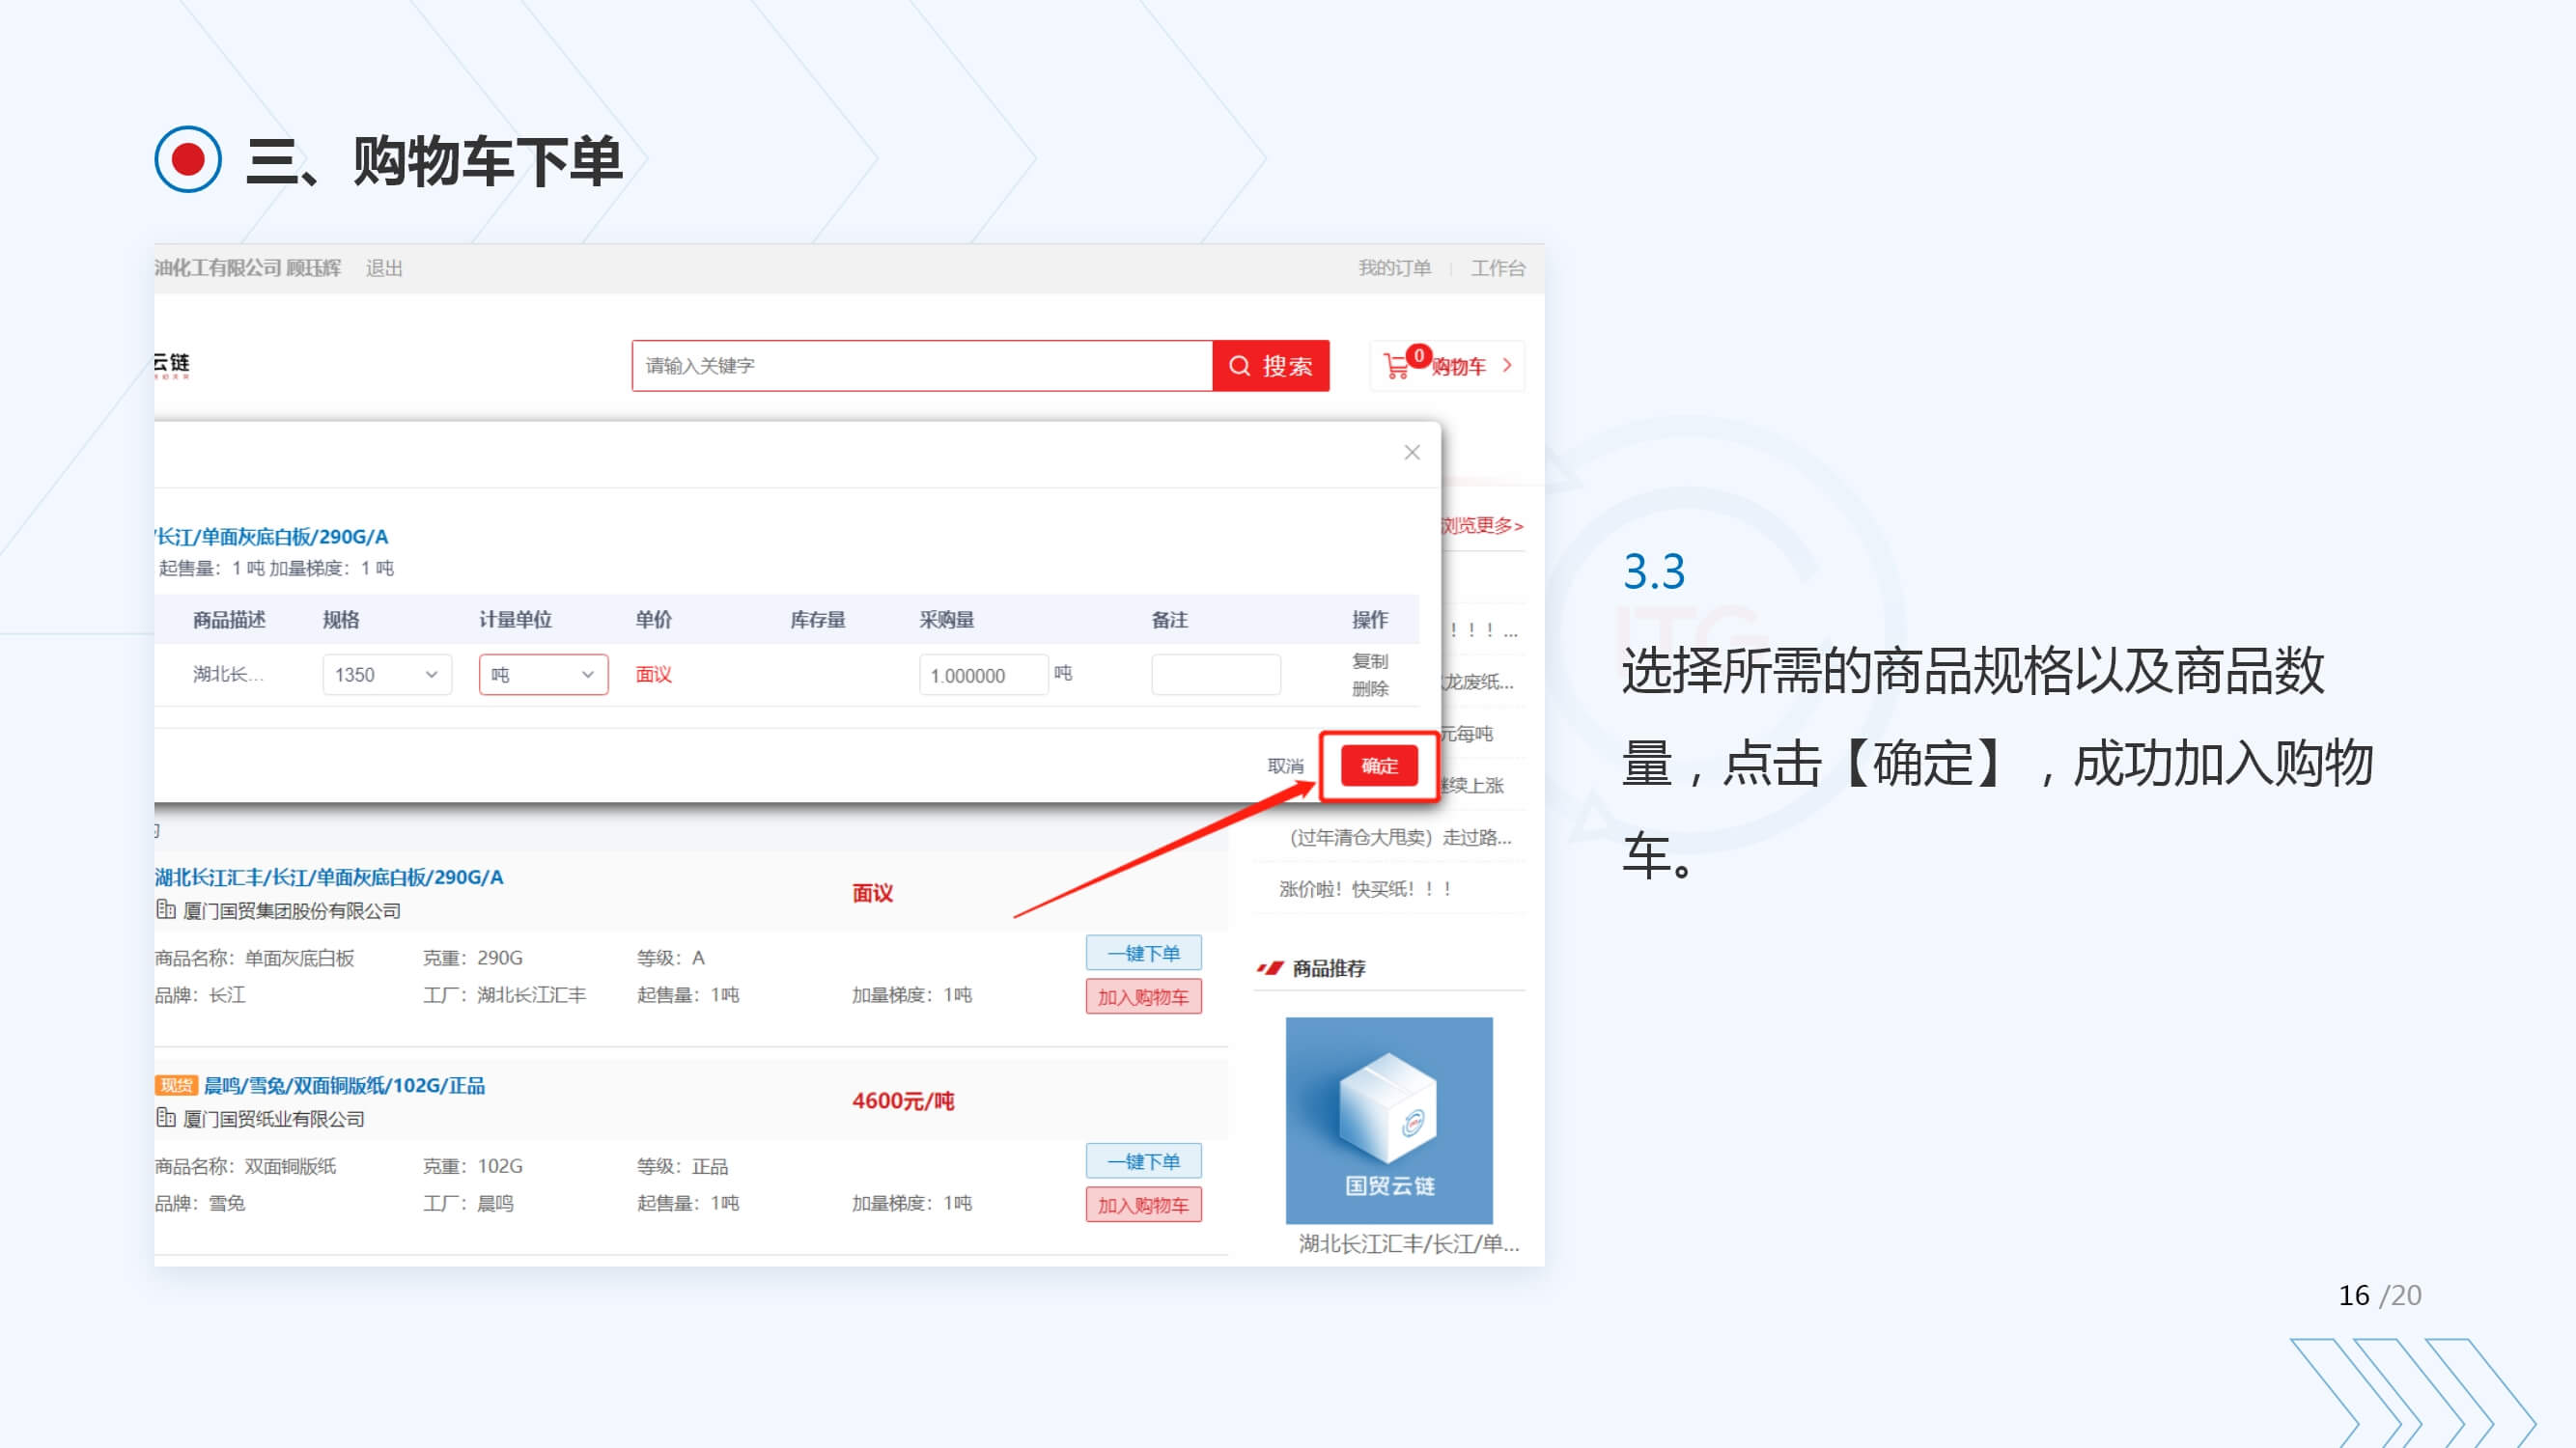 三、购物车下单
油化工有限公司 顾珏辉 退出 我的订单 工作台
云链
请输入关键字 搜索 0 购物车 >
/长江/单面灰底白板/290G/A
起售量：1 吨 加量梯度：1 吨
商品描述 规格 计量单位 单价 库存量 采购量 备注 操作
湖北长... 1350 吨 面议 1.000000 吨 复制
删除
取消 确定
浏览更多>
！！！...
龙废纸...
元每吨
续上涨
（过年清仓大甩卖）走过路...
涨价啦！快买纸！！！
湖北长江汇丰/长江/单面灰底白板/290G/A 面议
厦门国贸集团股份有限公司
商品名称：单面灰底白板 克重：290G 等级：A 一键下单
品牌：长江 工厂：湖北长江汇丰 起售量：1吨 加量梯度：1吨 加入购物车
现货 晨鸣/雪兔/双面铜版纸/102G/正品 4600元/吨
厦门国贸纸业有限公司
商品名称：双面铜版纸 克重：102G 等级：正品 一键下单
品牌：雪兔 工厂：晨鸣 起售量：1吨 加量梯度：1吨 加入购物车
商品推荐
国贸云链
湖北长江汇丰/长江/单...
3.3
ITG
选择所需的商品规格以及商品数
量，点击【确定】，成功加入购物
车。
16 /20